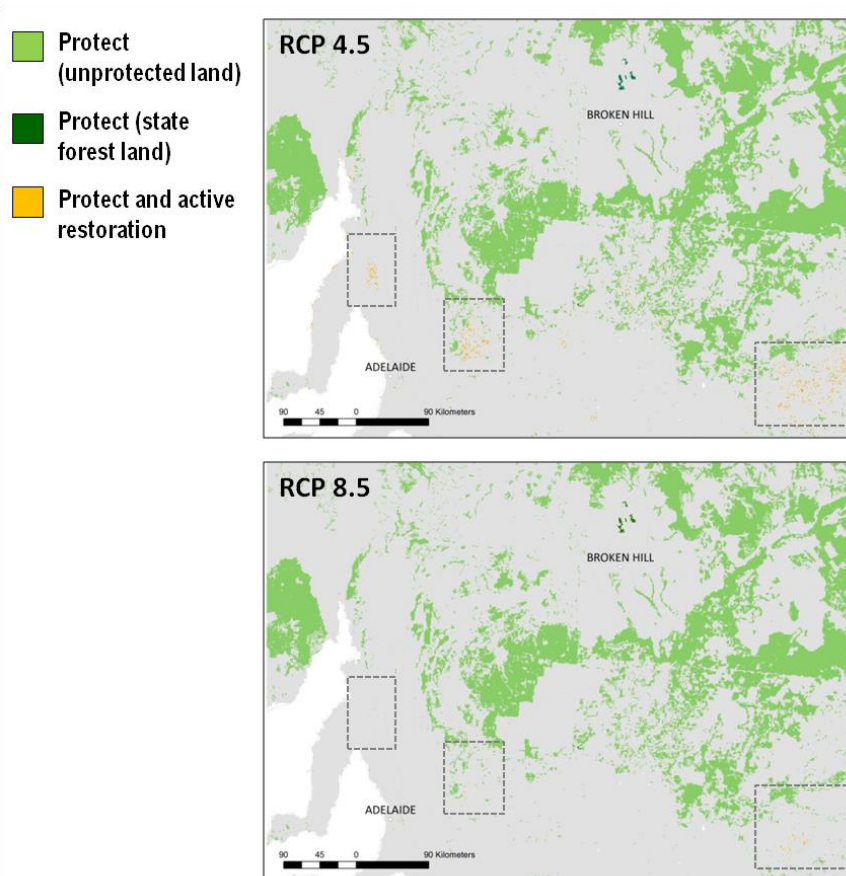 Protect
(unprotected land)
Protect (state
forest land)
Protect and active
restoration
RCP 4.5
BROKEN HILL
ADELAIDE
90 45 0 90 Kilometers
RCP 8.5
BROKEN HILL
ADELAIDE
90 45 0 90 Kilometers